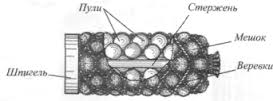 Пули
Стержень
Мешок
Шпигель
Веревки